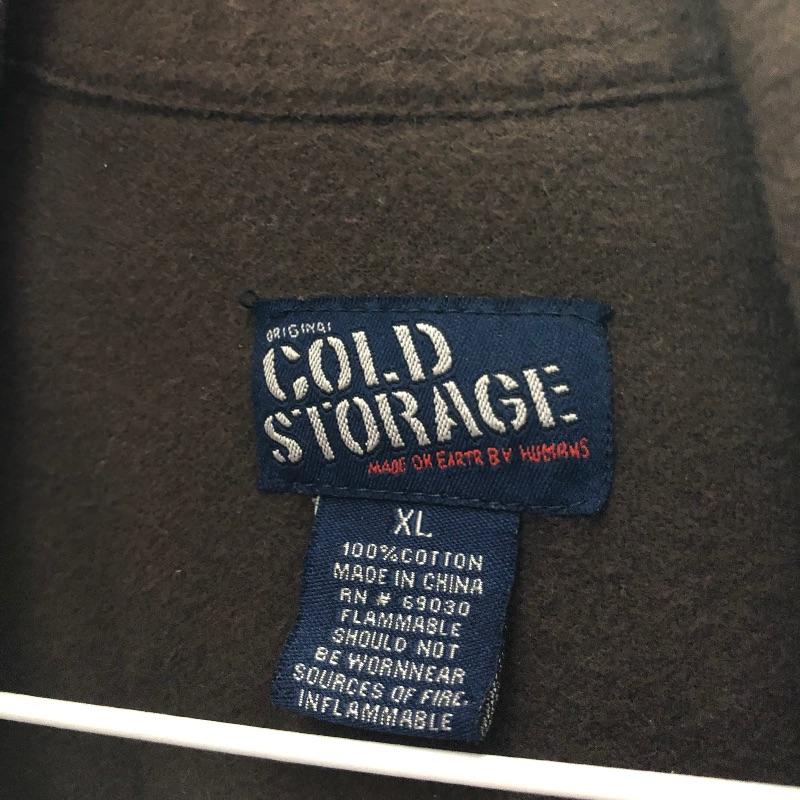 ORIGINAL
COLD
STORAGE
MADE ON EARTH BY HUMANS
XL
100% COTTON
MADE IN CHINA
RN # 69030
FLAMMABLE
SHOULD NOT
BE WORNNEAR
SOURCES OF FIRE.
INFLAMMABLE